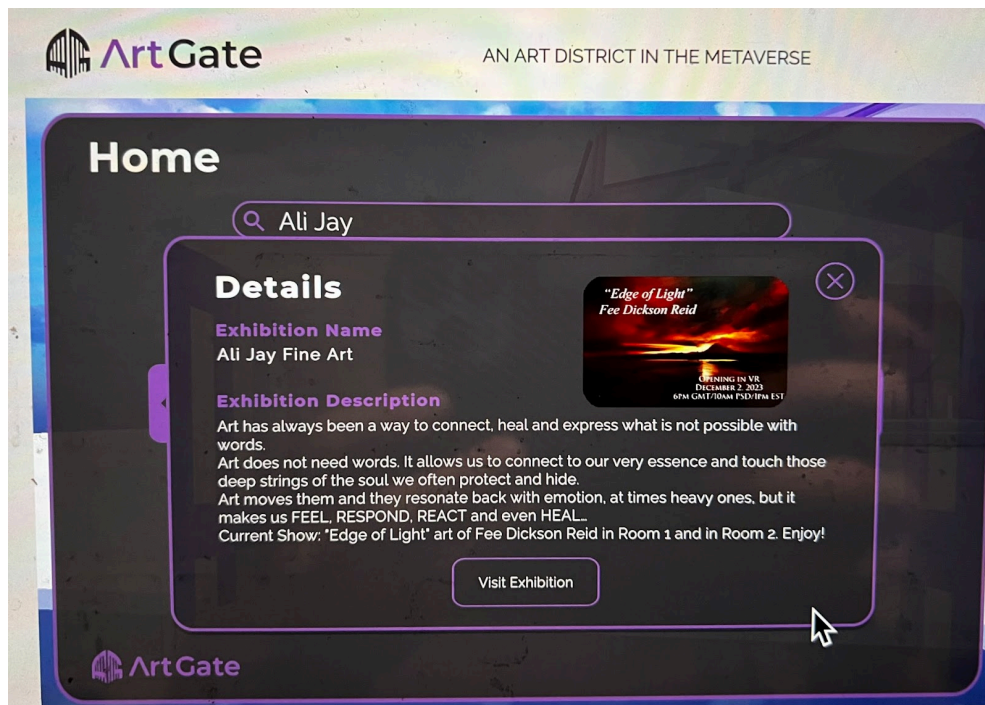 ArtGate
AN ART DISTRICT IN THE METAVERSE
Home
Ali Jay
Details
"Edge of Light"
Fee Dickson Reid
Opening in VR
December 2, 2023
6PM GMT/10AM PSD/1PM EST
Exhibition Name
Ali Jay Fine Art
Exhibition Description
Art has always been a way to connect, heal and express what is not possible with
words.
Art does not need words. It allows us to connect to our very essence and touch those
deep strings of the soul we often protect and hide.
Art moves them and they resonate back with emotion, at times heavy ones, but it
makes us FEEL, RESPOND, REACT and even HEAL...
Current Show: "Edge of Light" art of Fee Dickson Reid in Room 1 and in Room 2. Enjoy!
Visit Exhibition
ArtGate